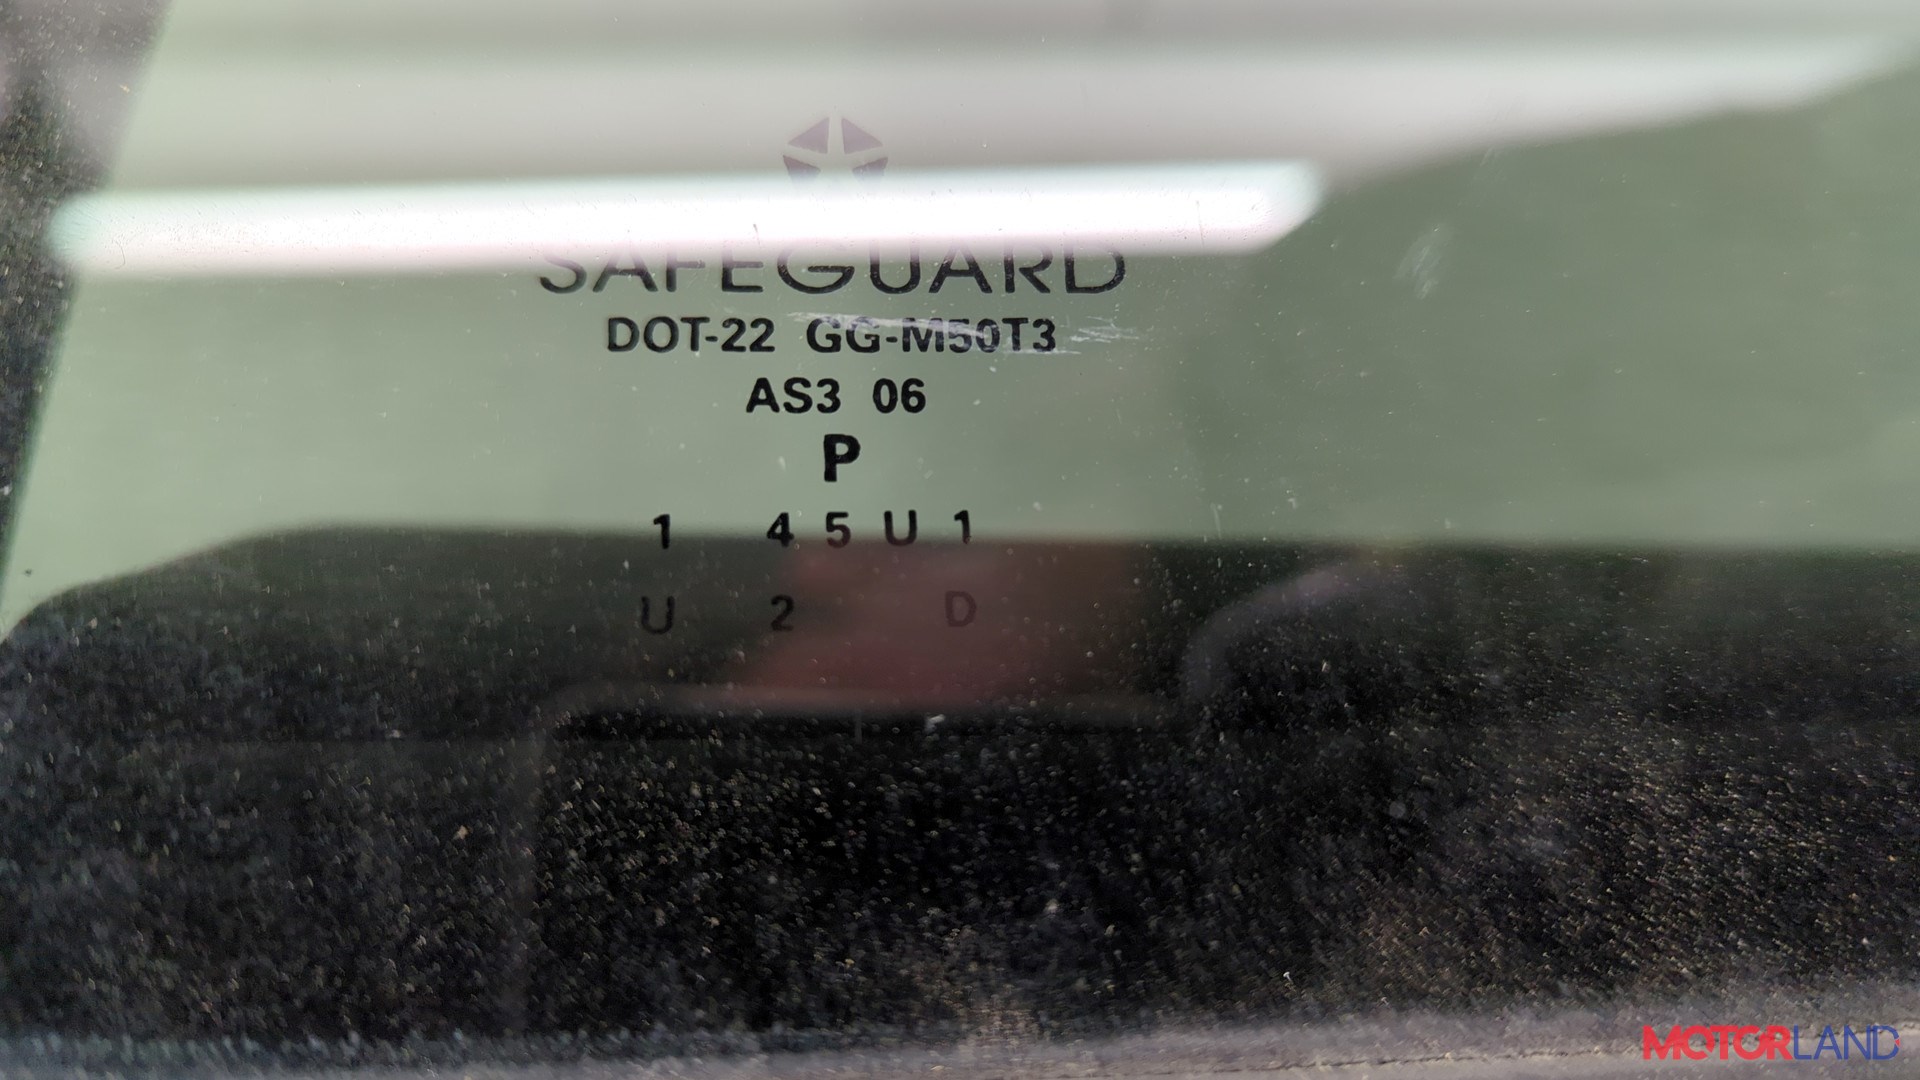 SAFEGUARD
DOT-22 GG-M50T3
AS3 06
P
1 4 5 U 1
U 2 D
MOTORLAND